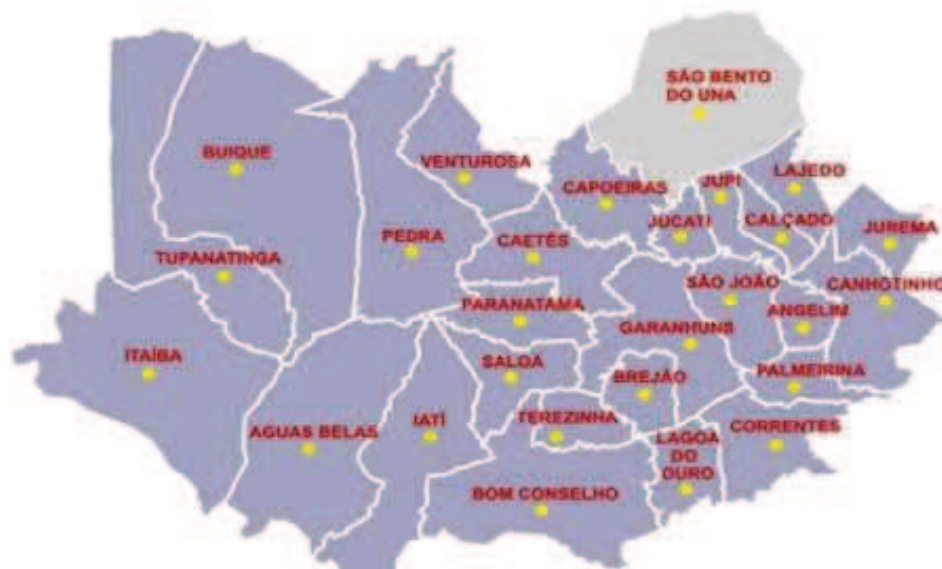 SÃO BENTO
DO UNA
BUIQUE
VENTUROSA
CAPOEIRAS
JUPI
LAJEDO
JUCATI
CALÇADO
JUREMA
PEDRA
CAETÉS
TUPANATINGA
SÃO JOÃO
CANHOTINHO
PARANATAMA
ANGELIM
GARANHUNS
ITAÍBA
SALOÁ
BREJÃO
PALMEIRINA
AGUAS BELAS
IATÍ
TEREZINHA
LAGOA
DO
OURO
CORRENTES
BOM CONSELHO